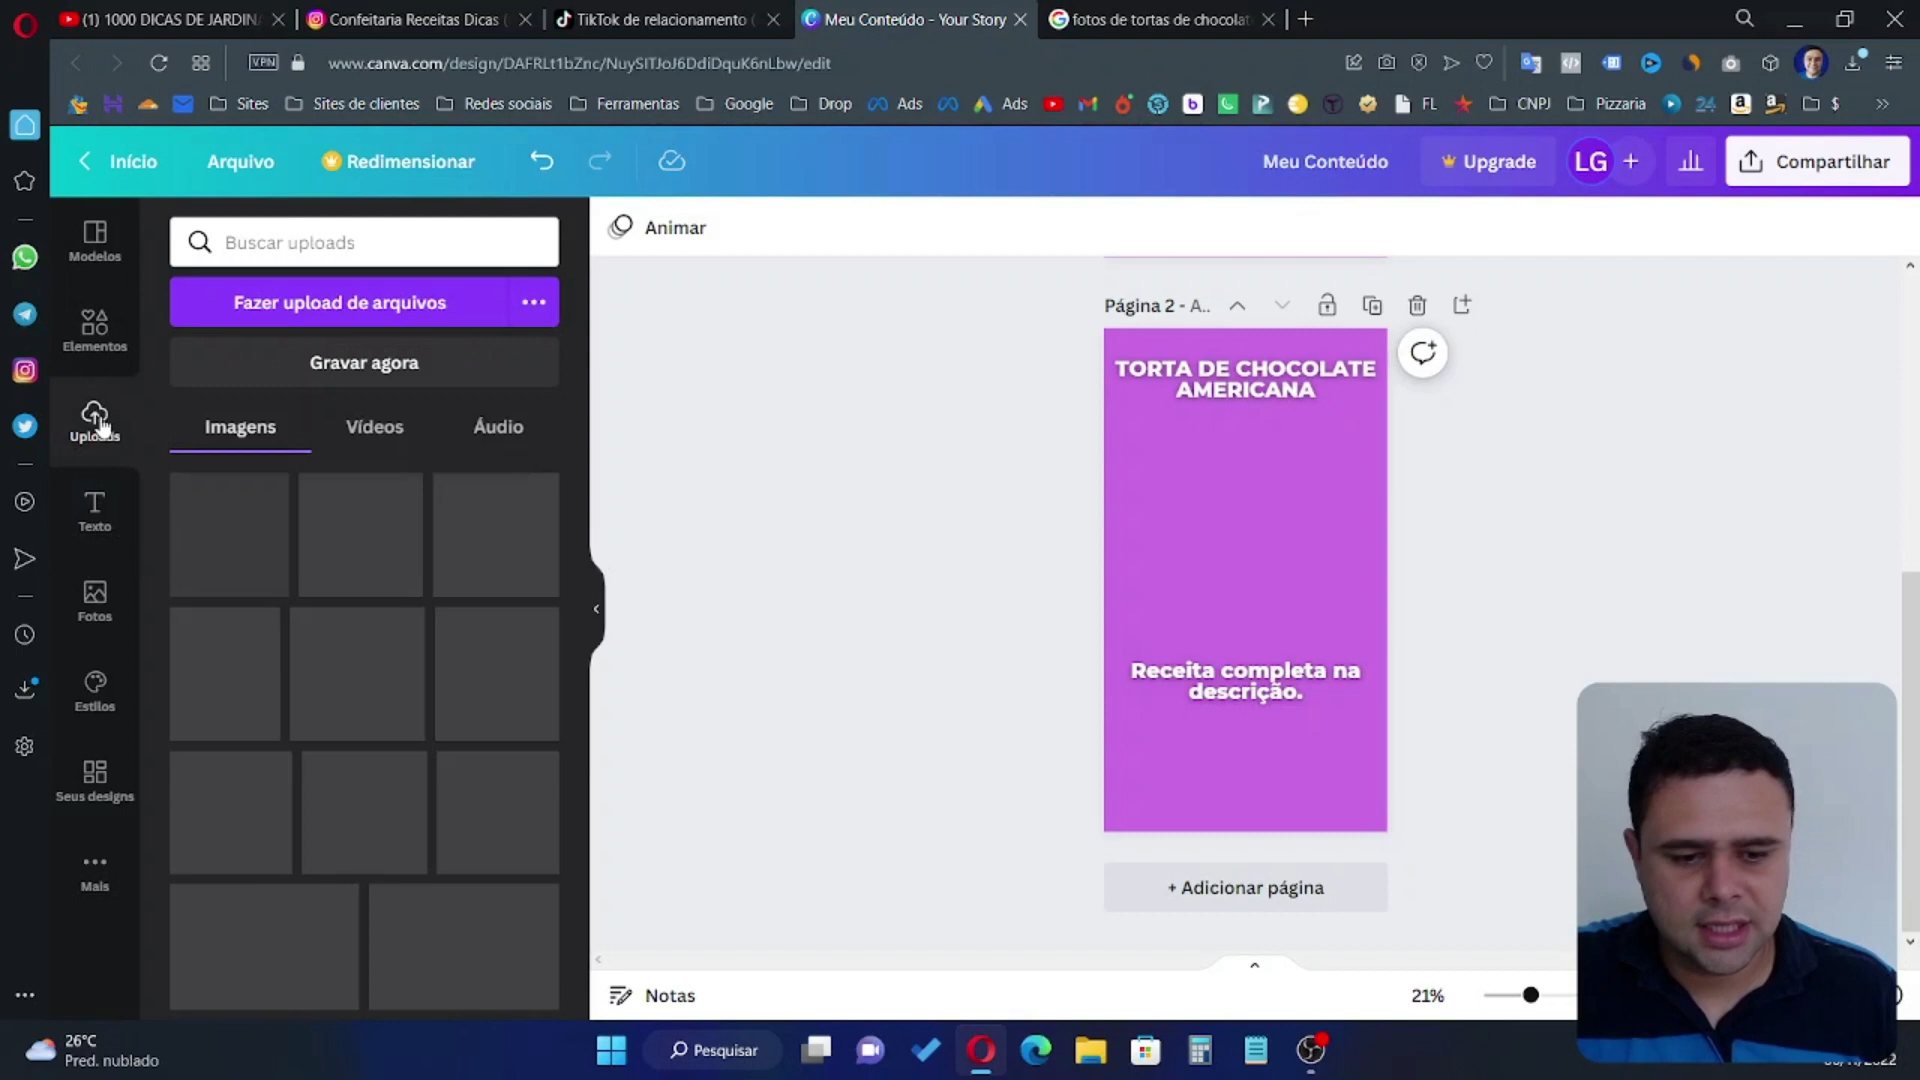 (1) 1000 DICAS DE JARDINA
Confeitaria Receitas Dicas (
TikTok de relacionamento (
Meu Conteúdo - Your Story
fotos de tortas de chocolat
VPN
www.canva.com/design/DAFRLt1bZnc/NuySITJoJ6DdiDquK6nLbw/edit
Sites
Sites de clientes
Redes sociais
Ferramentas
Google
Drop
Ads
Ads
FL
CNPJ
Pizzaria
24
$
Início
Arquivo
Redimensionar
Meu Conteúdo
Upgrade
LG
Compartilhar
Modelos
Elementos
Uploads
Texto
Fotos
Estilos
Seus designs
Mais
Buscar uploads
Fazer upload de arquivos
Gravar agora
Imagens
Vídeos
Áudio
Animar
Página 2 - A..
TORTA DE CHOCOLATE
AMERICANA
Receita completa na
descrição.
+ Adicionar página
Notas
21%
26°C
Pred. nublado
Pesquisar